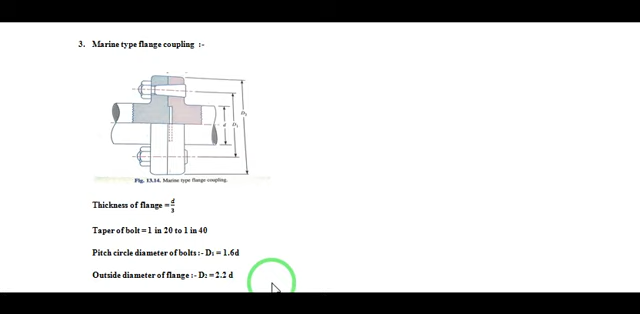 3. Marine type flange coupling :-
d
D₁
D₂
Fig. 13.14. Marine type flange coupling.
Thickness of flange = d/3
Taper of bolt = 1 in 20 to 1 in 40
Pitch circle diameter of bolts :- D₁ = 1.6d
Outside diameter of flange :- D₂ = 2.2 d